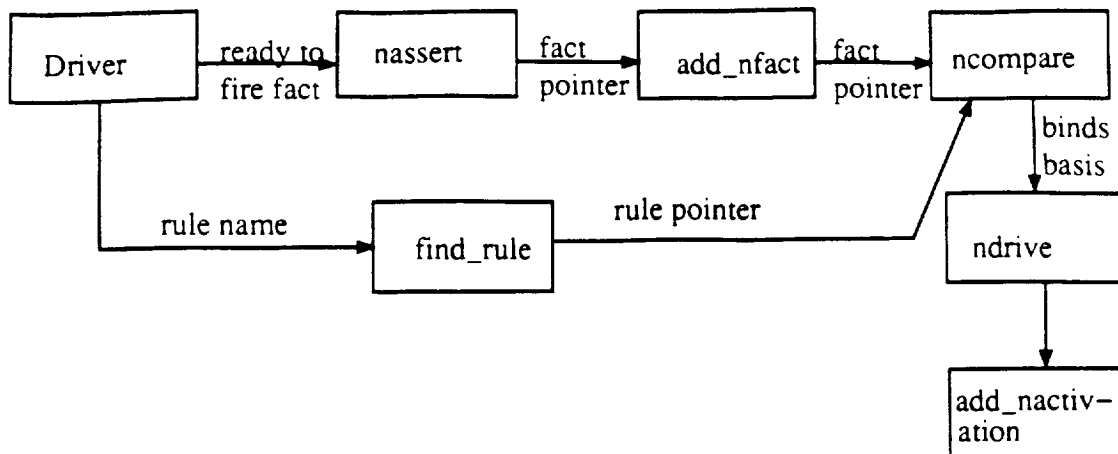 Driver
ready to
fire fact
nassert
fact
pointer
add_nfact
fact
pointer
ncompare
binds
basis
rule name
find_rule
rule pointer
ndrive
add_nactiv-
ation